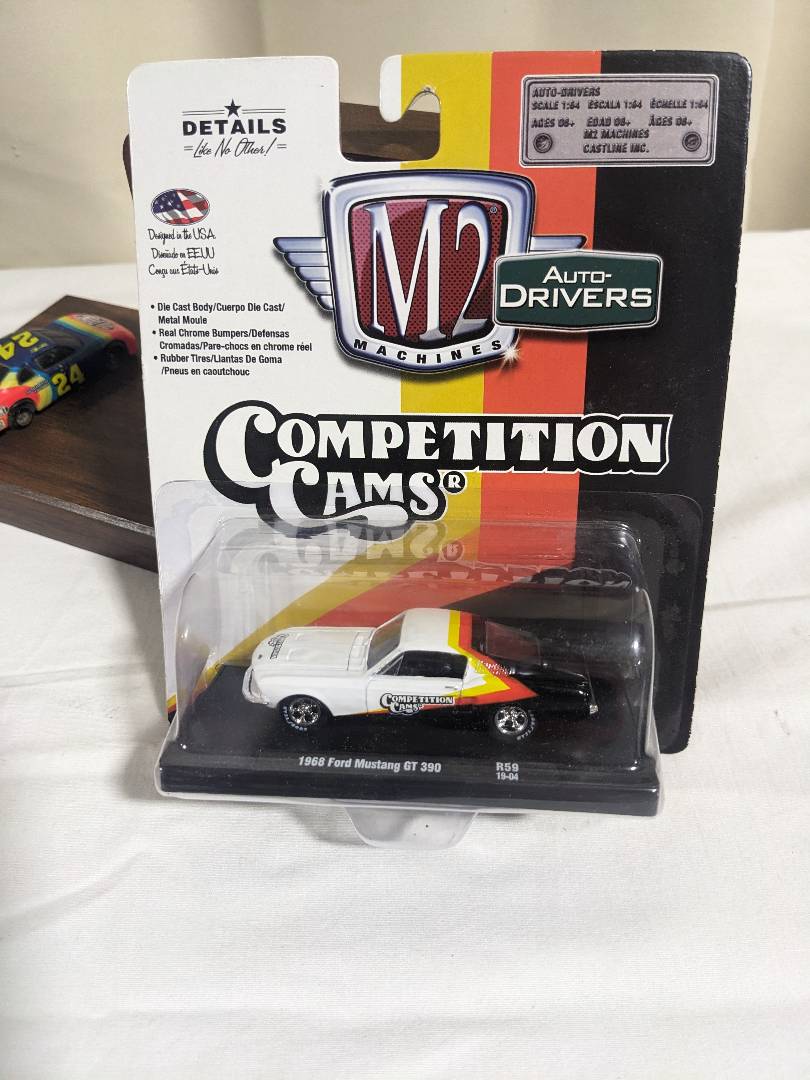 DETAILS
Like No Other!
AUTO-DRIVERS
SCALE 1:64 ESCALA 1:64 ÉCHELLE 1:64
AGES 08+ EDAD 08+ ÂGES 08+
M2 MACHINES
CASTLINE INC.
Designed in the U.S.A.
Diseñado en EEUU
Conçu aux États-Unis
M2
MACHINES
AUTO-
DRIVERS
• Die Cast Body/Cuerpo Die Cast/
Metal Moule
• Real Chrome Bumpers/Defensas
Cromadas/Pare-chocs en chrome réel
• Rubber Tires/Llantas De Goma
/Pneus en caoutchouc
COMPETITION
CAMS®
24
24
COMPETITION
CAMS
1968 Ford Mustang GT 390
R59
19-04